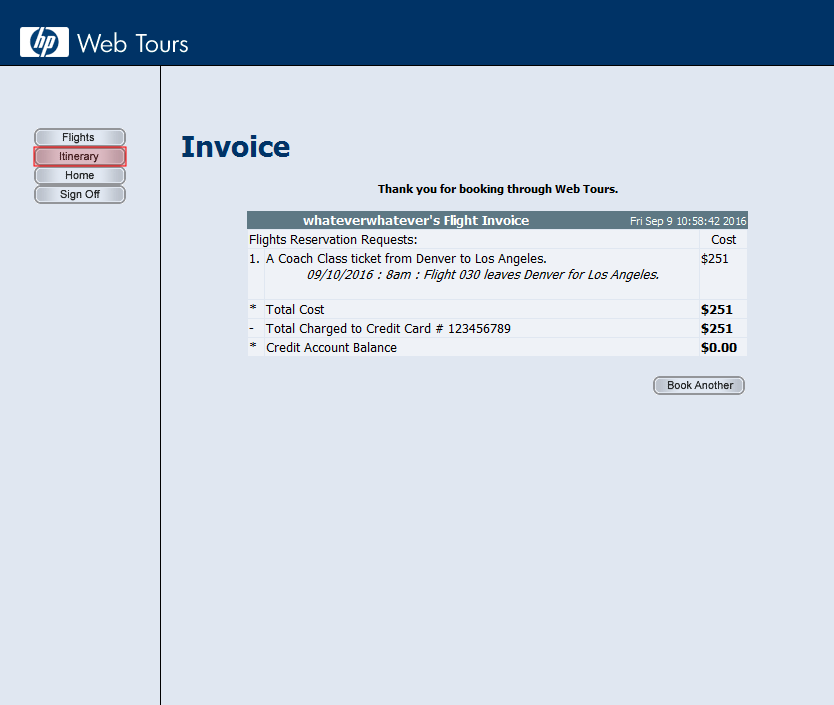 hp Web Tours
Flights
Itinerary
Home
Sign Off
Invoice
Thank you for booking through Web Tours.
whateverwhatever's Flight Invoice Fri Sep 9 10:58:42 2016
Flights Reservation Requests: Cost
1. A Coach Class ticket from Denver to Los Angeles. $251
09/10/2016 : 8am : Flight 030 leaves Denver for Los Angeles.
* Total Cost $251
- Total Charged to Credit Card # 123456789 $251
* Credit Account Balance $0.00
Book Another